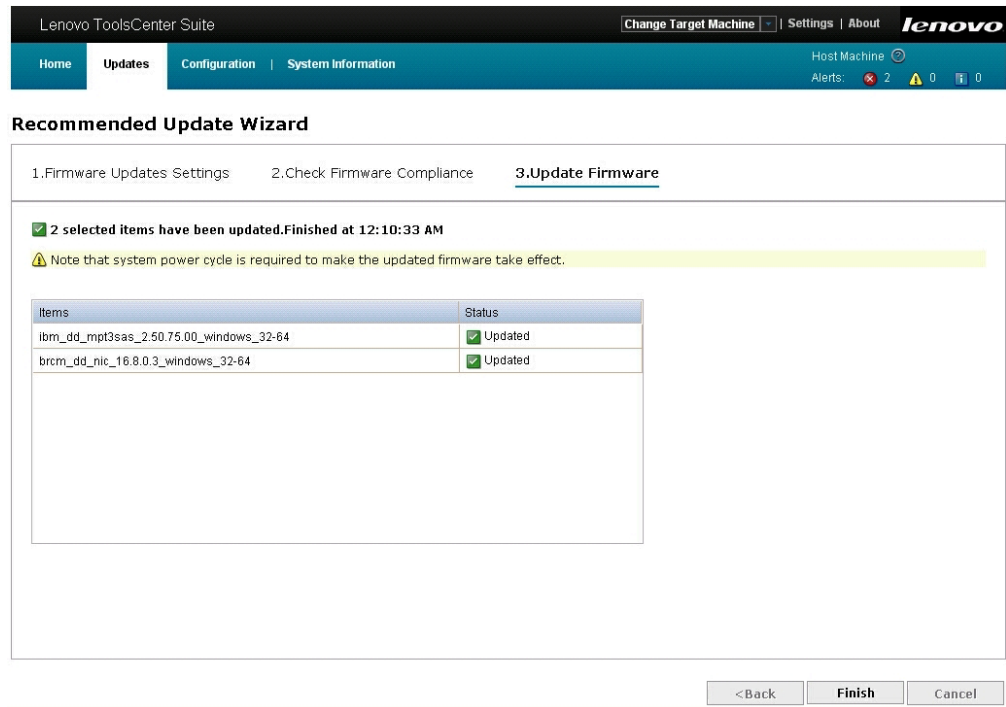 Lenovo ToolsCenter Suite
Change Target Machine | Settings | About lenovo
Home Updates Configuration | System Information
Host Machine ?
Alerts: 2 0 0
Recommended Update Wizard
1.Firmware Updates Settings 2.Check Firmware Compliance 3.Update Firmware
2 selected items have been updated.Finished at 12:10:33 AM
Note that system power cycle is required to make the updated firmware take effect.
Items Status
ibm_dd_mpt3sas_2.50.75.00_windows_32-64 Updated
brcm_dd_nic_16.8.0.3_windows_32-64 Updated
<Back Finish Cancel